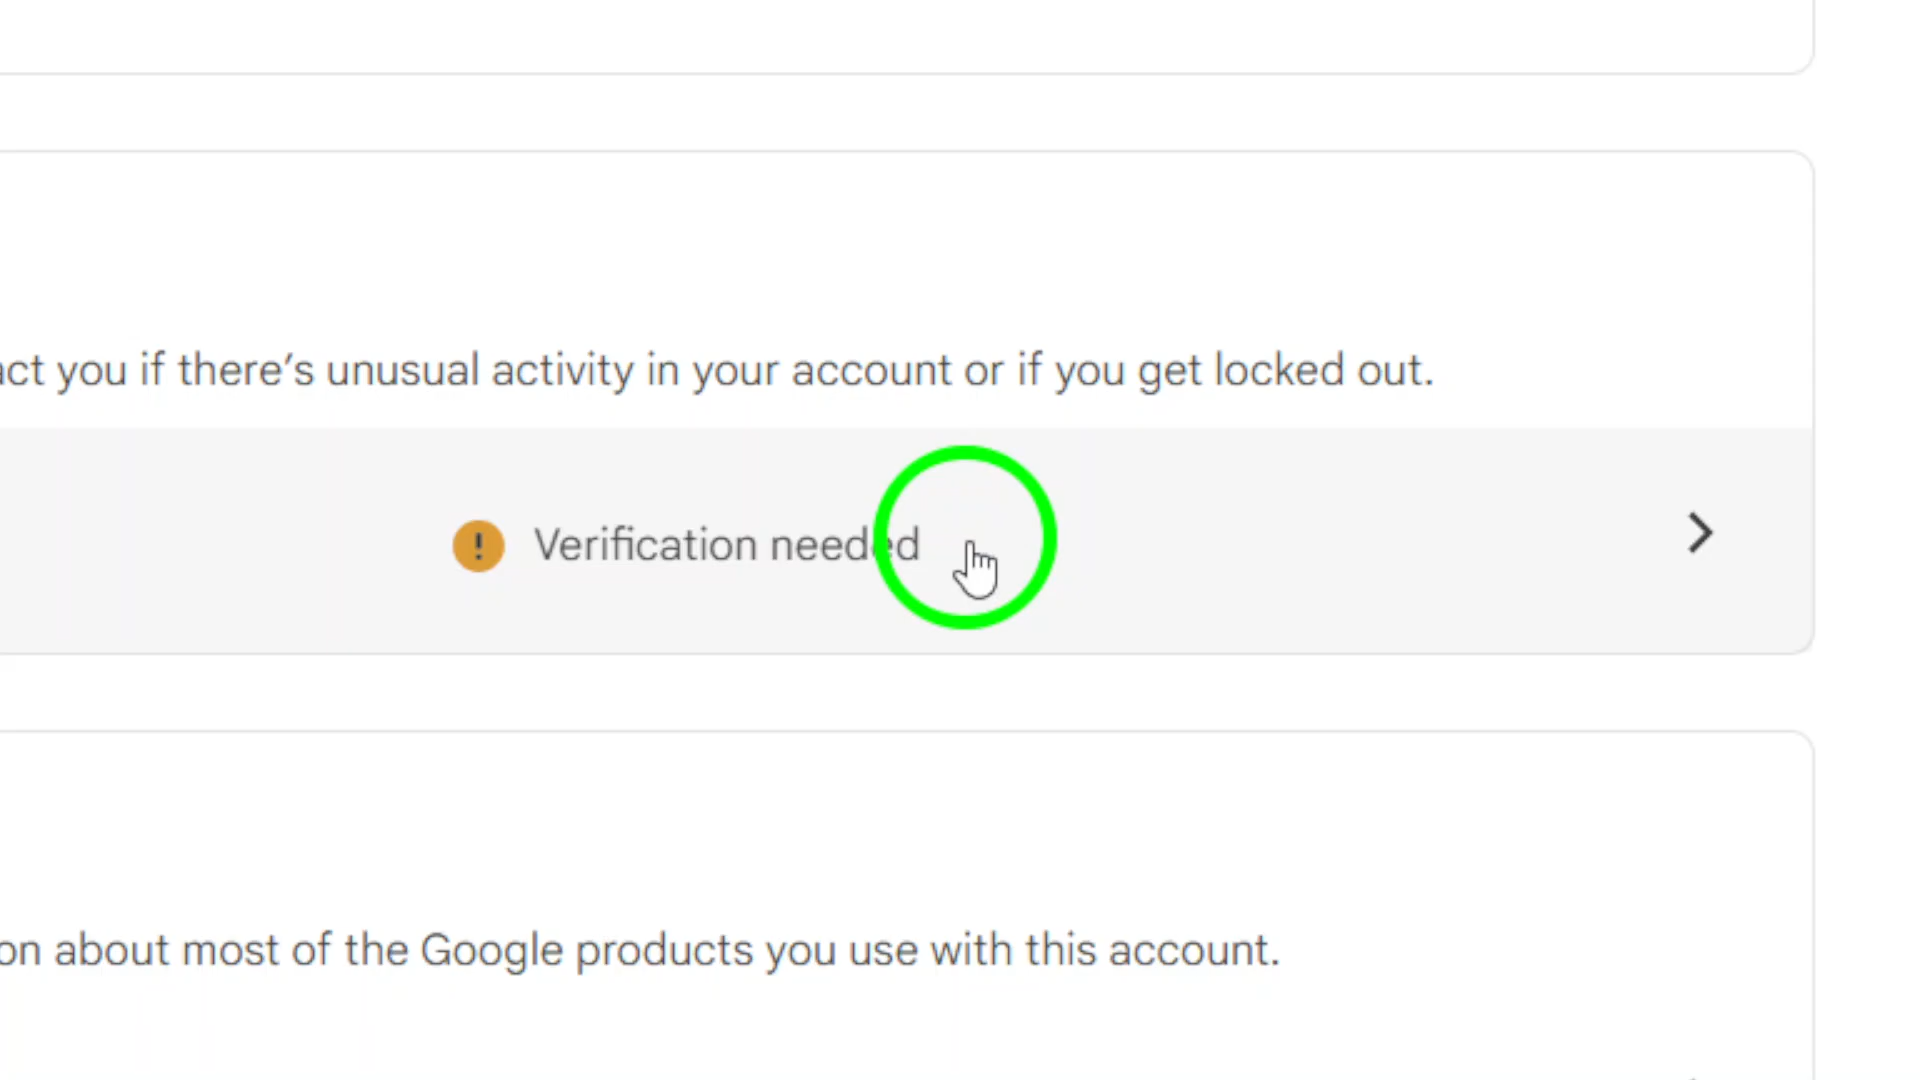 act you if there’s unusual activity in your account or if you get locked out.
! Verification needed
on about most of the Google products you use with this account.